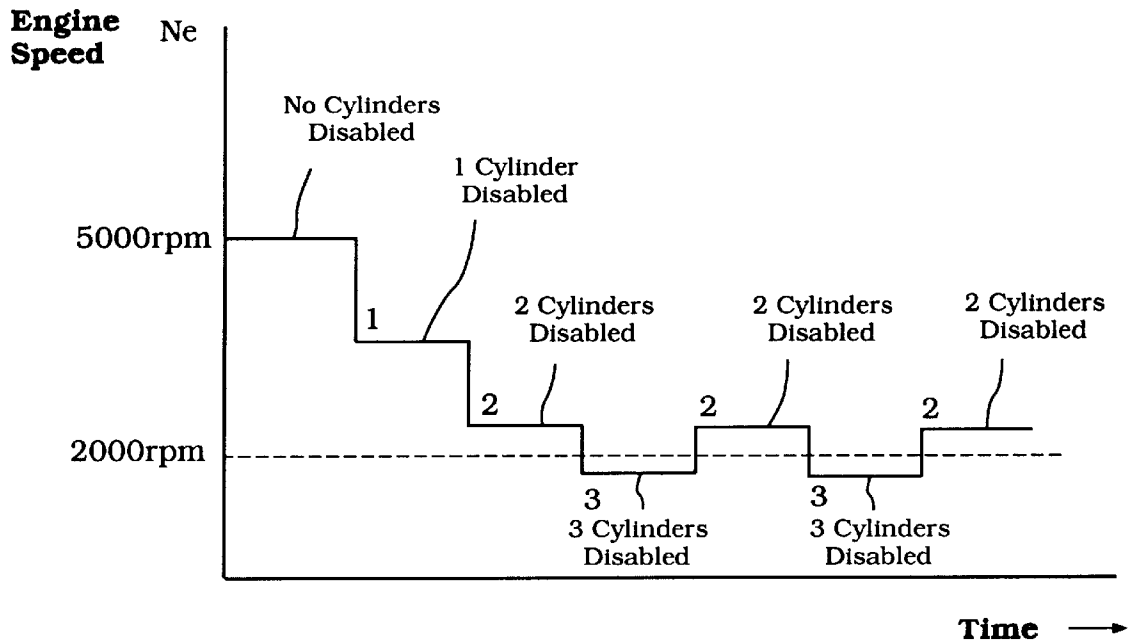 Engine
Speed
Ne
No Cylinders
Disabled
1 Cylinder
Disabled
5000rpm
1
2 Cylinders
Disabled
2 Cylinders
Disabled
2 Cylinders
Disabled
2
2
2
2000rpm
3
3
3 Cylinders
Disabled
3 Cylinders
Disabled
Time